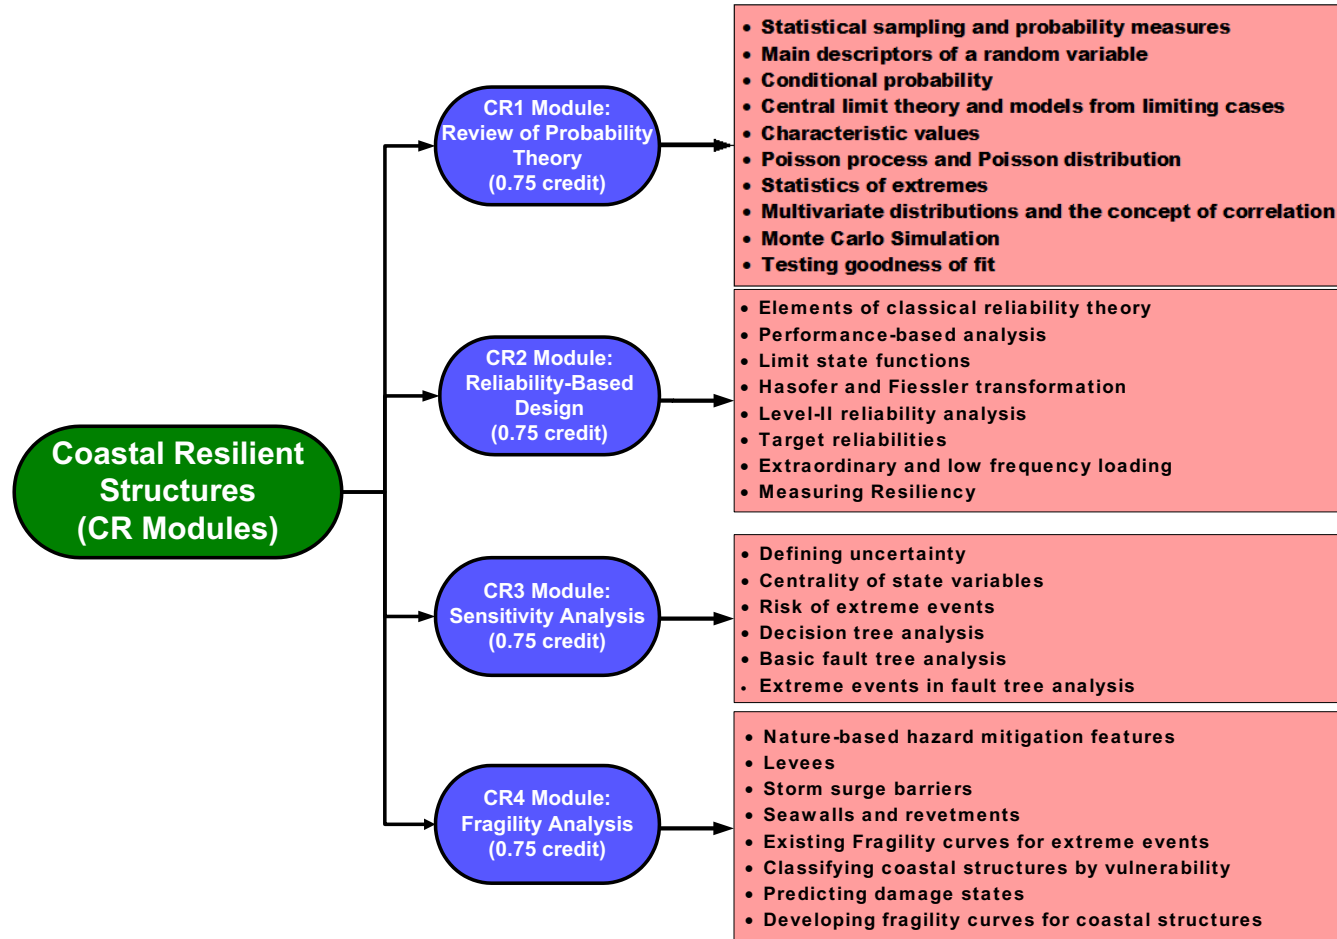 Coastal Resilient
Structures
(CR Modules)
CR1 Module:
Review of Probability
Theory
(0.75 credit)
• Statistical sampling and probability measures
• Main descriptors of a random variable
• Conditional probability
• Central limit theory and models from limiting cases
• Characteristic values
• Poisson process and Poisson distribution
• Statistics of extremes
• Multivariate distributions and the concept of correlation
• Monte Carlo Simulation
• Testing goodness of fit
CR2 Module:
Reliability-Based
Design
(0.75 credit)
• Elements of classical reliability theory
• Performance-based analysis
• Limit state functions
• Hasofer and Fiessler transformation
• Level-II reliability analysis
• Target reliabilities
• Extraordinary and low frequency loading
• Measuring Resiliency
CR3 Module:
Sensitivity Analysis
(0.75 credit)
• Defining uncertainty
• Centrality of state variables
• Risk of extreme events
• Decision tree analysis
• Basic fault tree analysis
• Extreme events in fault tree analysis
CR4 Module:
Fragility Analysis
(0.75 credit)
• Nature-based hazard mitigation features
• Levees
• Storm surge barriers
• Seawalls and revetments
• Existing Fragility curves for extreme events
• Classifying coastal structures by vulnerability
• Predicting damage states
• Developing fragility curves for coastal structures